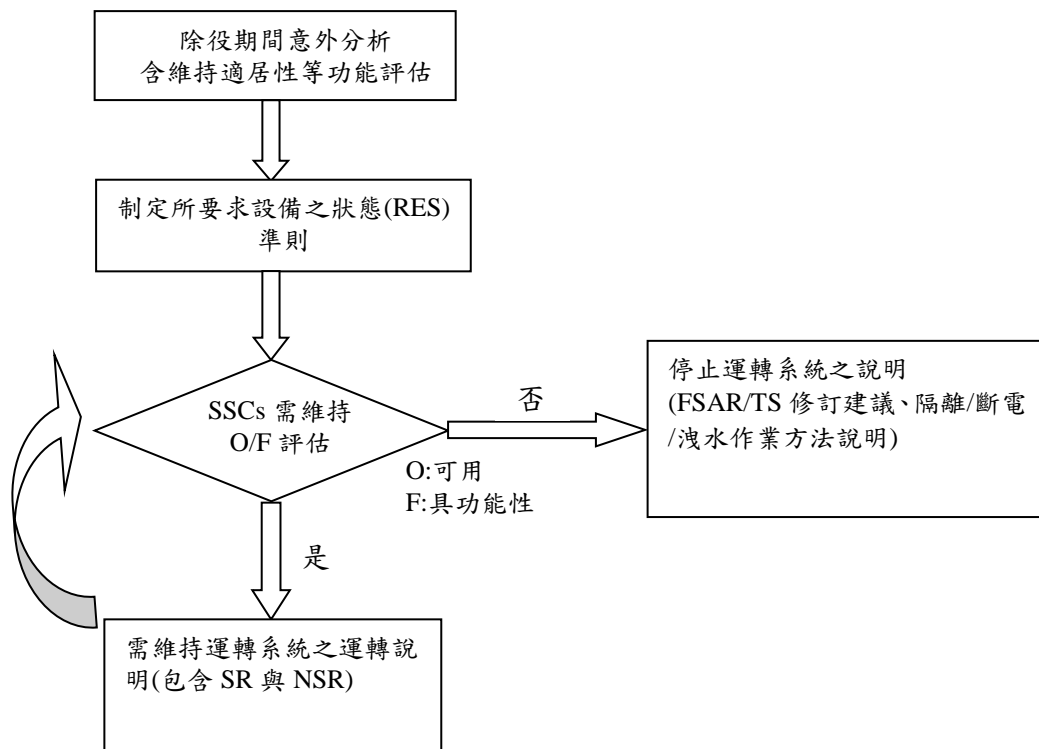 除役期間意外分析
含維持適居性等功能評估
制定所要求設備之狀態(RES)
準則
SSCs 需維持
O/F 評估
否
O:可用
F:具功能性
停止運轉系統之說明
(FSAR/TS 修訂建議、隔離/斷電
/洩水作業方法說明)
是
需維持運轉系統之運轉說
明(包含 SR 與 NSR)